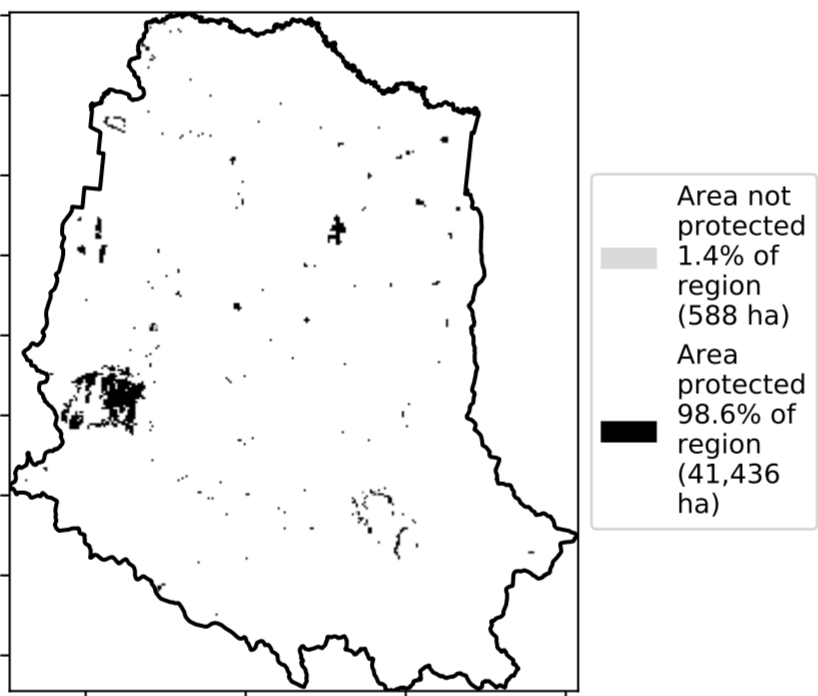 Area not
protected
1.4% of
region
(588 ha)
Area
protected
98.6% of
region
(41,436
ha)